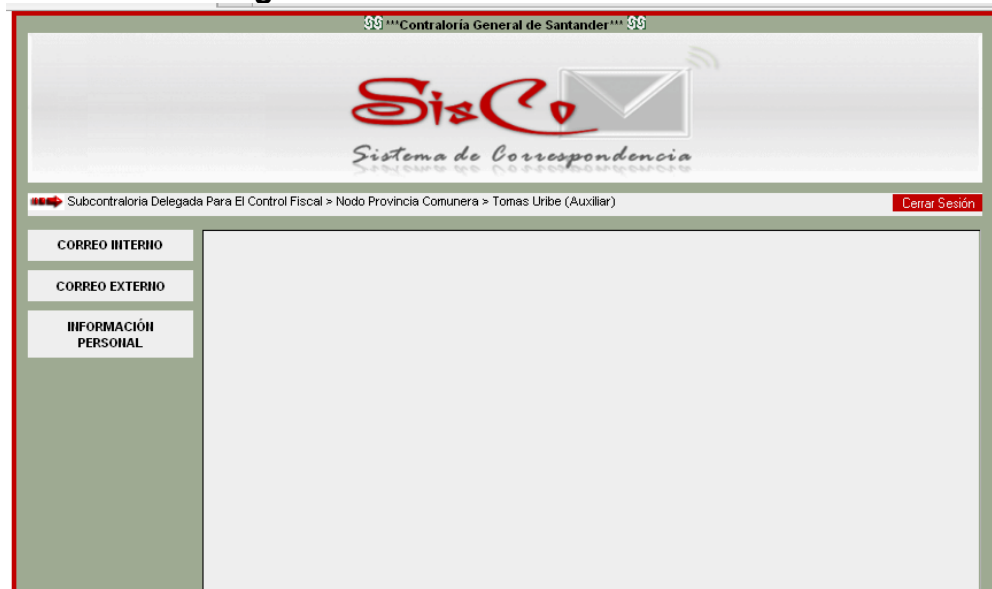 '''Contraloría General de Santander'''
SisCo
Sistema de Correspondencia
Subcontraloria Delegada Para El Control Fiscal > Nodo Provincia Comunera > Tomas Uribe (Auxiliar)
Cerrar Sesión
CORREO INTERNO
CORREO EXTERNO
INFORMACIÓN
PERSONAL